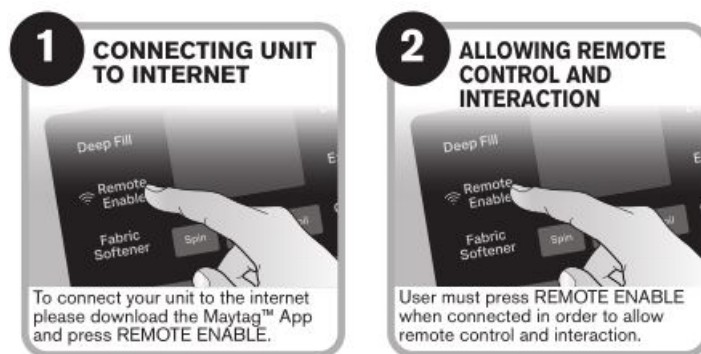 1 CONNECTING UNIT
TO INTERNET
Deep Fill
Remote
Enable
Fabric
Softener
Spin
To connect your unit to the internet
please download the Maytag™ App
and press REMOTE ENABLE.
2 ALLOWING REMOTE
CONTROL AND
INTERACTION
Deep Fill
Remote
Enable
Fabric
Softener
Spin
User must press REMOTE ENABLE
when connected in order to allow
remote control and interaction.